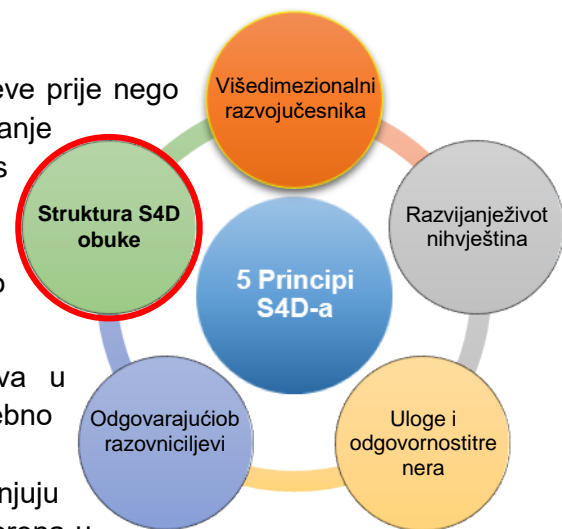 eve prije nego
anje
s
o
va u
ebno
njuju
Višedimezionalni
razvojučesnika
Razvijanježivot
nihvještina
Uloge i
odgovornostitre
nera
Odgovarajućiob
razovniciljevi
Struktura S4D
obuke
5 Principi
S4D-a